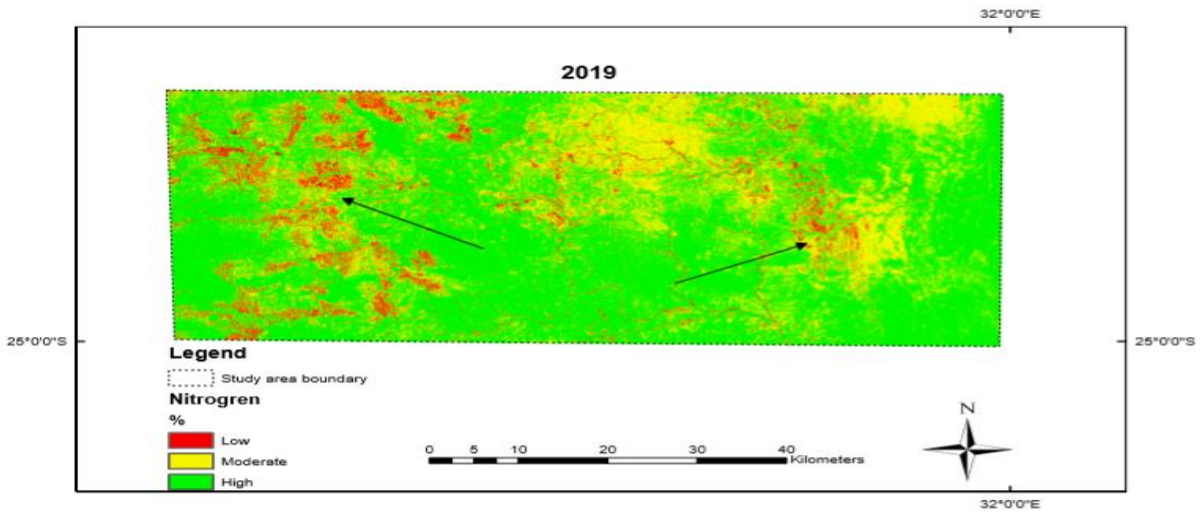 32°0'0"E
2019
25°0'0"S
25°0'0"S
Legend
Study area boundary
Nitrogren
%
Low
Moderate
High
0 5 10 20 30 40
Kilometers
N
32°0'0"E